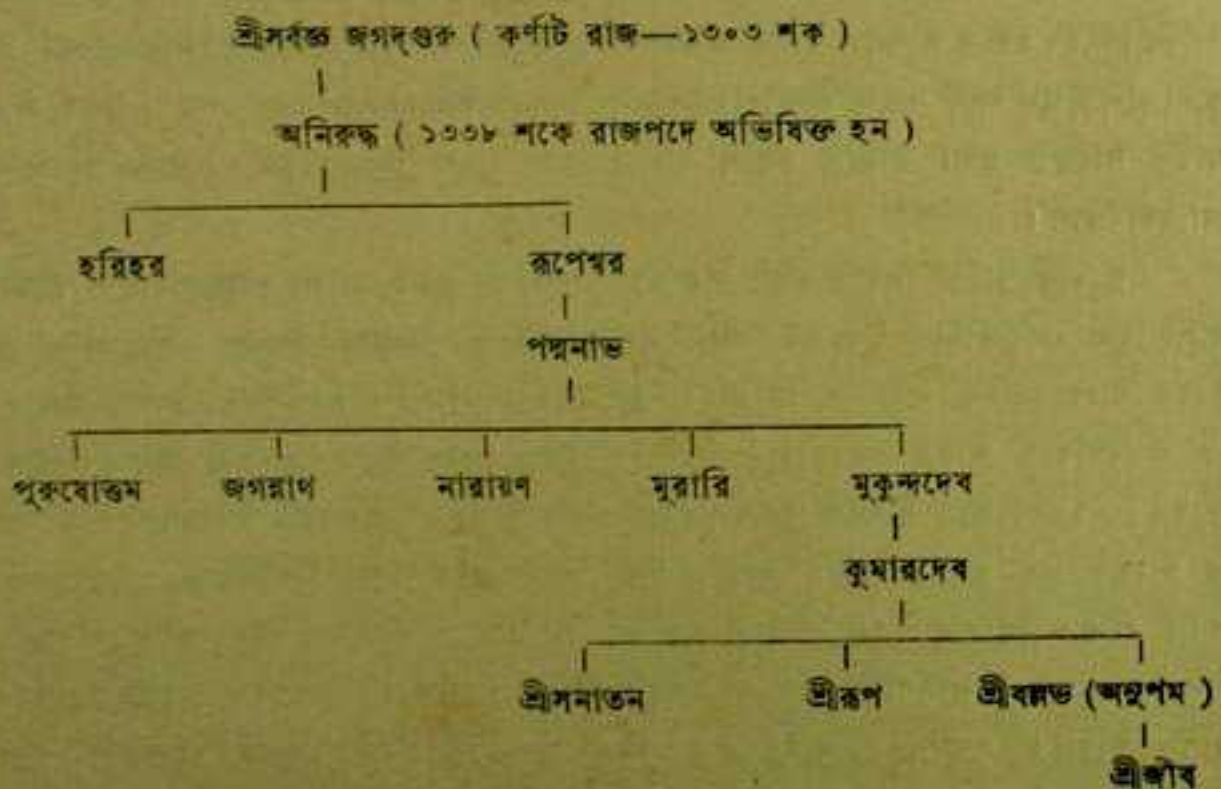 শ্রীসর্বজ্ঞ জগদ্‌গুরু ( কর্ণাট রাজ—১৩০৩ শক )
অনিরুদ্ধ ( ১৩৩৮ শকে রাজপদে অভিষিক্ত হন )
হরিহর রূপেশ্বর
পদ্মনাভ
পুরুষোত্তম জগন্নাথ নারায়ণ মুরারি মুকুন্দদেব
কুমারদেব
শ্রীসনাতন শ্রীরূপ শ্রীবল্লভ (অনুপম )
শ্রীজীব